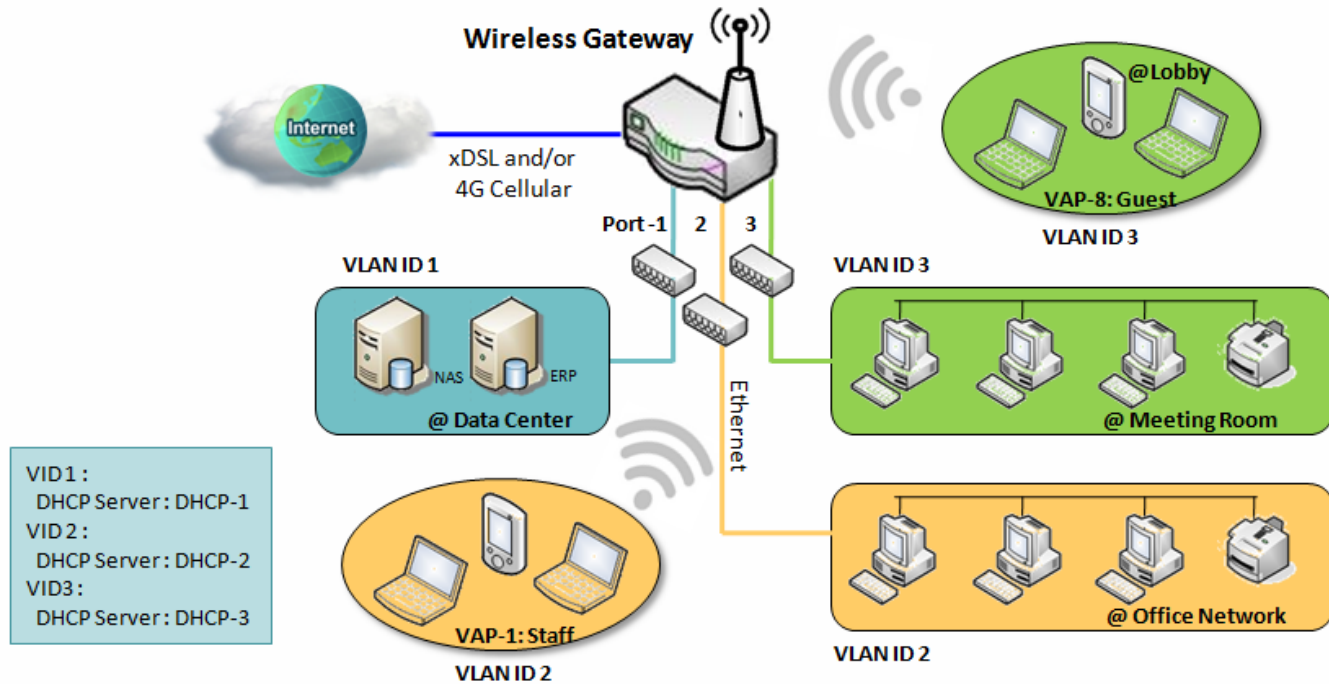 Wireless Gateway
@Lobby
Internet
xDSL and/or
4G Cellular
VAP-8: Guest
VLAN ID 3
Port -1 2 3
VLAN ID 1
VLAN ID 3
NAS
ERP
@ Data Center
Ethernet
@ Meeting Room
VID1 :
DHCP Server : DHCP-1
VID2 :
DHCP Server : DHCP-2
VID3 :
DHCP Server : DHCP-3
VAP-1: Staff
VLAN ID 2
@ Office Network
VLAN ID 2